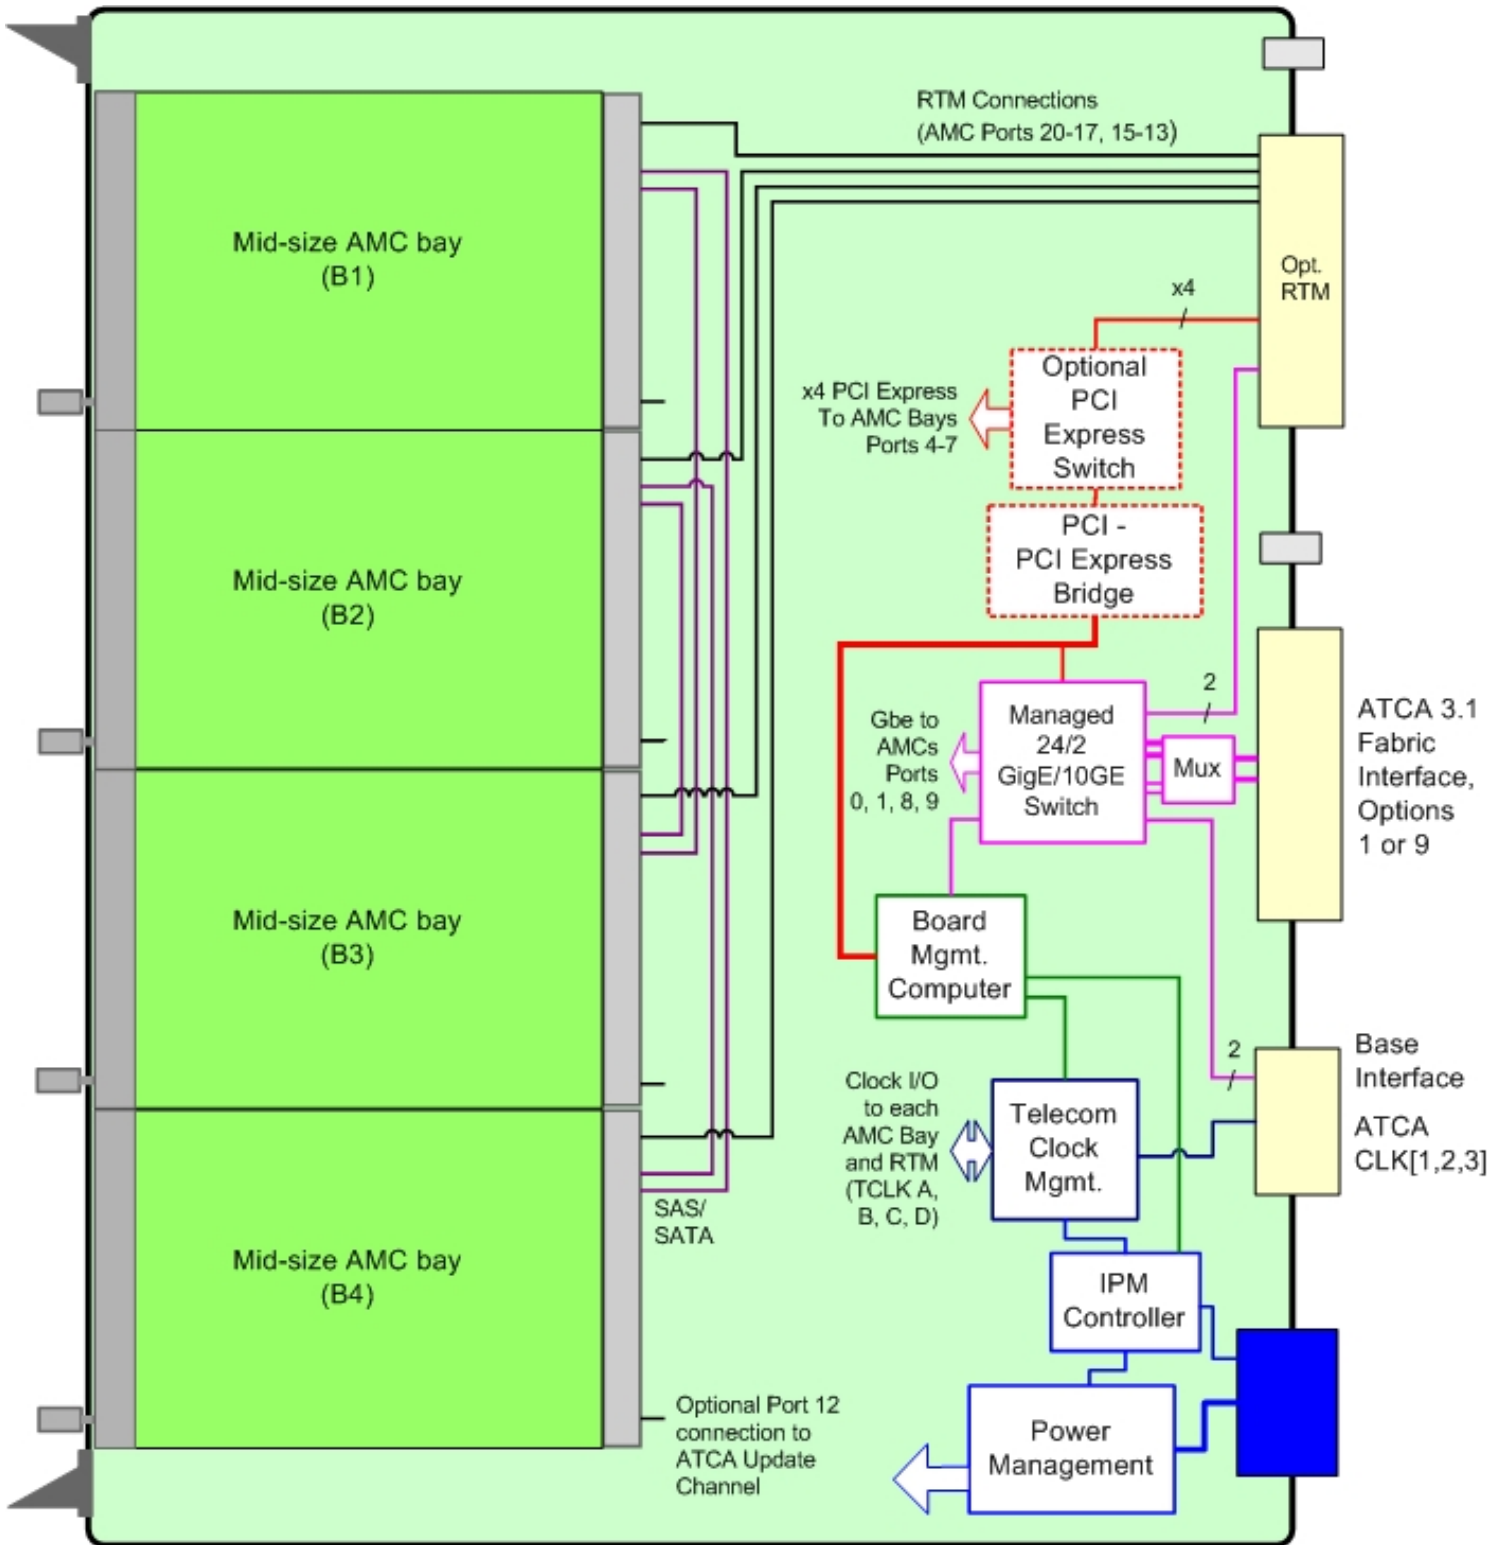 RTM Connections
(AMC Ports 20-17, 15-13)
Mid-size AMC bay
(B1)
Opt.
RTM
x4
Optional
PCI
Express
Switch
x4 PCI Express
To AMC Bays
Ports 4-7
PCI -
PCI Express
Bridge
Mid-size AMC bay
(B2)
2
Managed
24/2
GigE/10GE
Switch
Gbe to
AMCs
Ports
0, 1, 8, 9
Mux
ATCA 3.1
Fabric
Interface,
Options
1 or 9
Mid-size AMC bay
(B3)
Board
Mgmt.
Computer
2
Base
Interface
ATCA
CLK[1,2,3]
Clock I/O
to each
AMC Bay
and RTM
(TCLK A,
B, C, D)
Telecom
Clock
Mgmt.
SAS/
SATA
Mid-size AMC bay
(B4)
IPM
Controller
Optional Port 12
connection to
ATCA Update
Channel
Power
Management